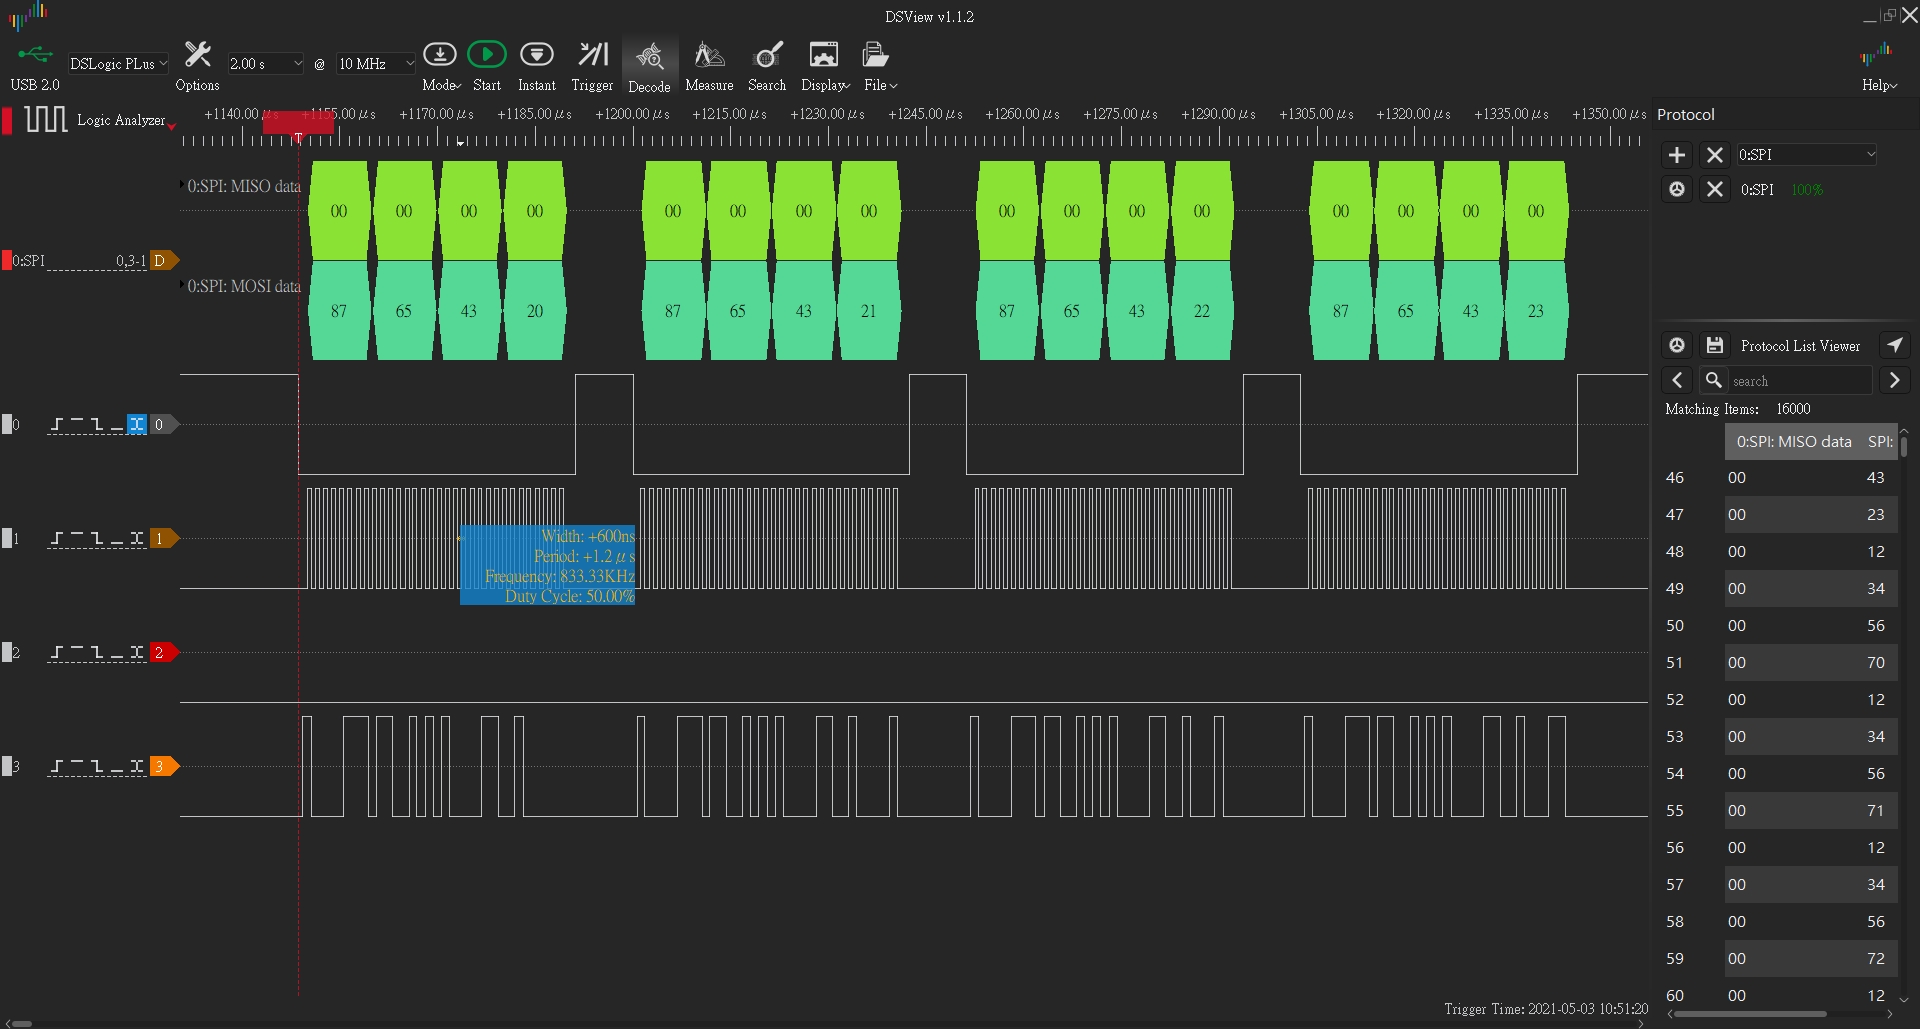 DSView v1.1.2
USB 2.0
DSLogic PLus
Options
2.00 s
@
10 MHz
Mode
Start
Instant
Trigger
Decode
Measure
Search
Display
File
Help
Logic Analyzer
+1140.00 μs +1155.00 μs +1170.00 μs +1185.00 μs +1200.00 μs +1215.00 μs +1230.00 μs +1245.00 μs +1260.00 μs +1275.00 μs +1290.00 μs +1305.00 μs +1320.00 μs +1335.00 μs +1350.00 μs
T
0:SPI: MISO data
00 00 00 00 00 00 00 00 00 00 00 00 00 00 00 00
0:SPI 0,3-1 D
0:SPI: MOSI data
87 65 43 20 87 65 43 21 87 65 43 22 87 65 43 23
0 0
1 1
Width: +600ns
Period: +1.2 μs
Frequency: 833.33KHz
Duty Cycle: 50.00%
2 2
3 3
Trigger Time: 2021-05-03 10:51:20
Protocol
0:SPI
0:SPI 100%
Protocol List Viewer
search
Matching Items: 16000
0:SPI: MISO data SPI:
46 00 43
47 00 23
48 00 12
49 00 34
50 00 56
51 00 70
52 00 12
53 00 34
54 00 56
55 00 71
56 00 12
57 00 34
58 00 56
59 00 72
60 00 12